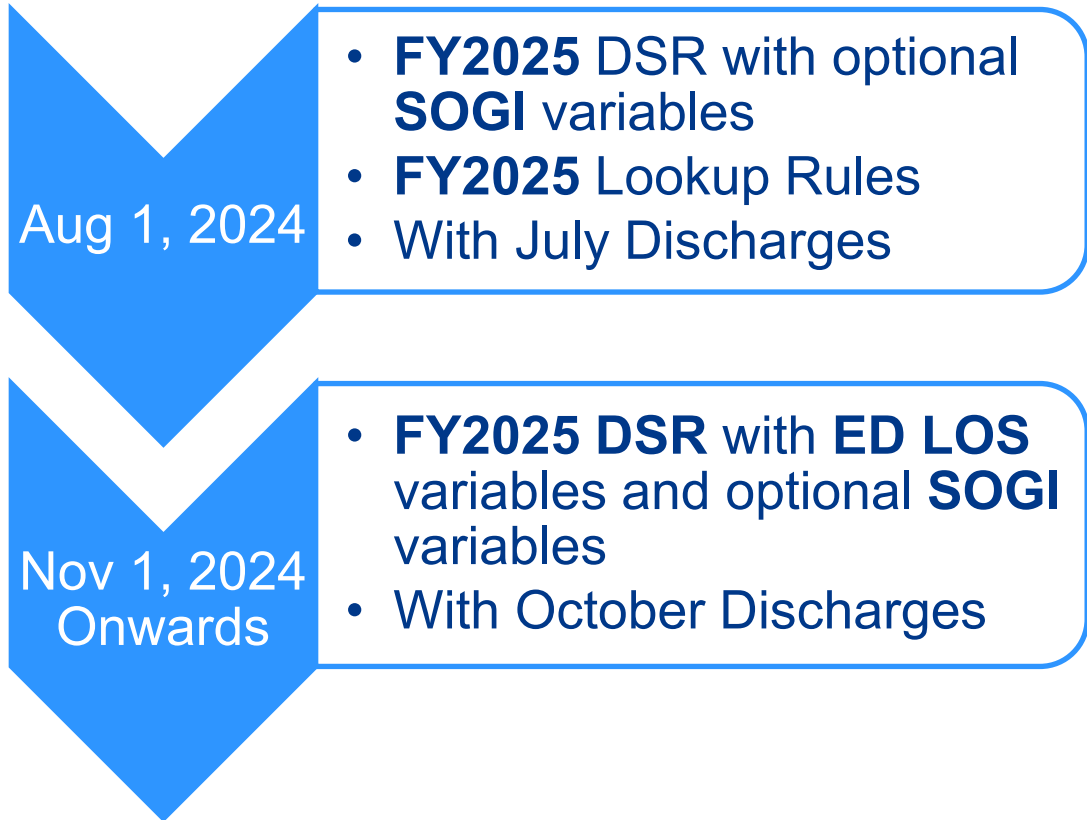 Aug 1, 2024
• FY2025 DSR with optional
SOGI variables
• FY2025 Lookup Rules
• With July Discharges
Nov 1, 2024
Onwards
• FY2025 DSR with ED LOS
variables and optional SOGI
variables
• With October Discharges